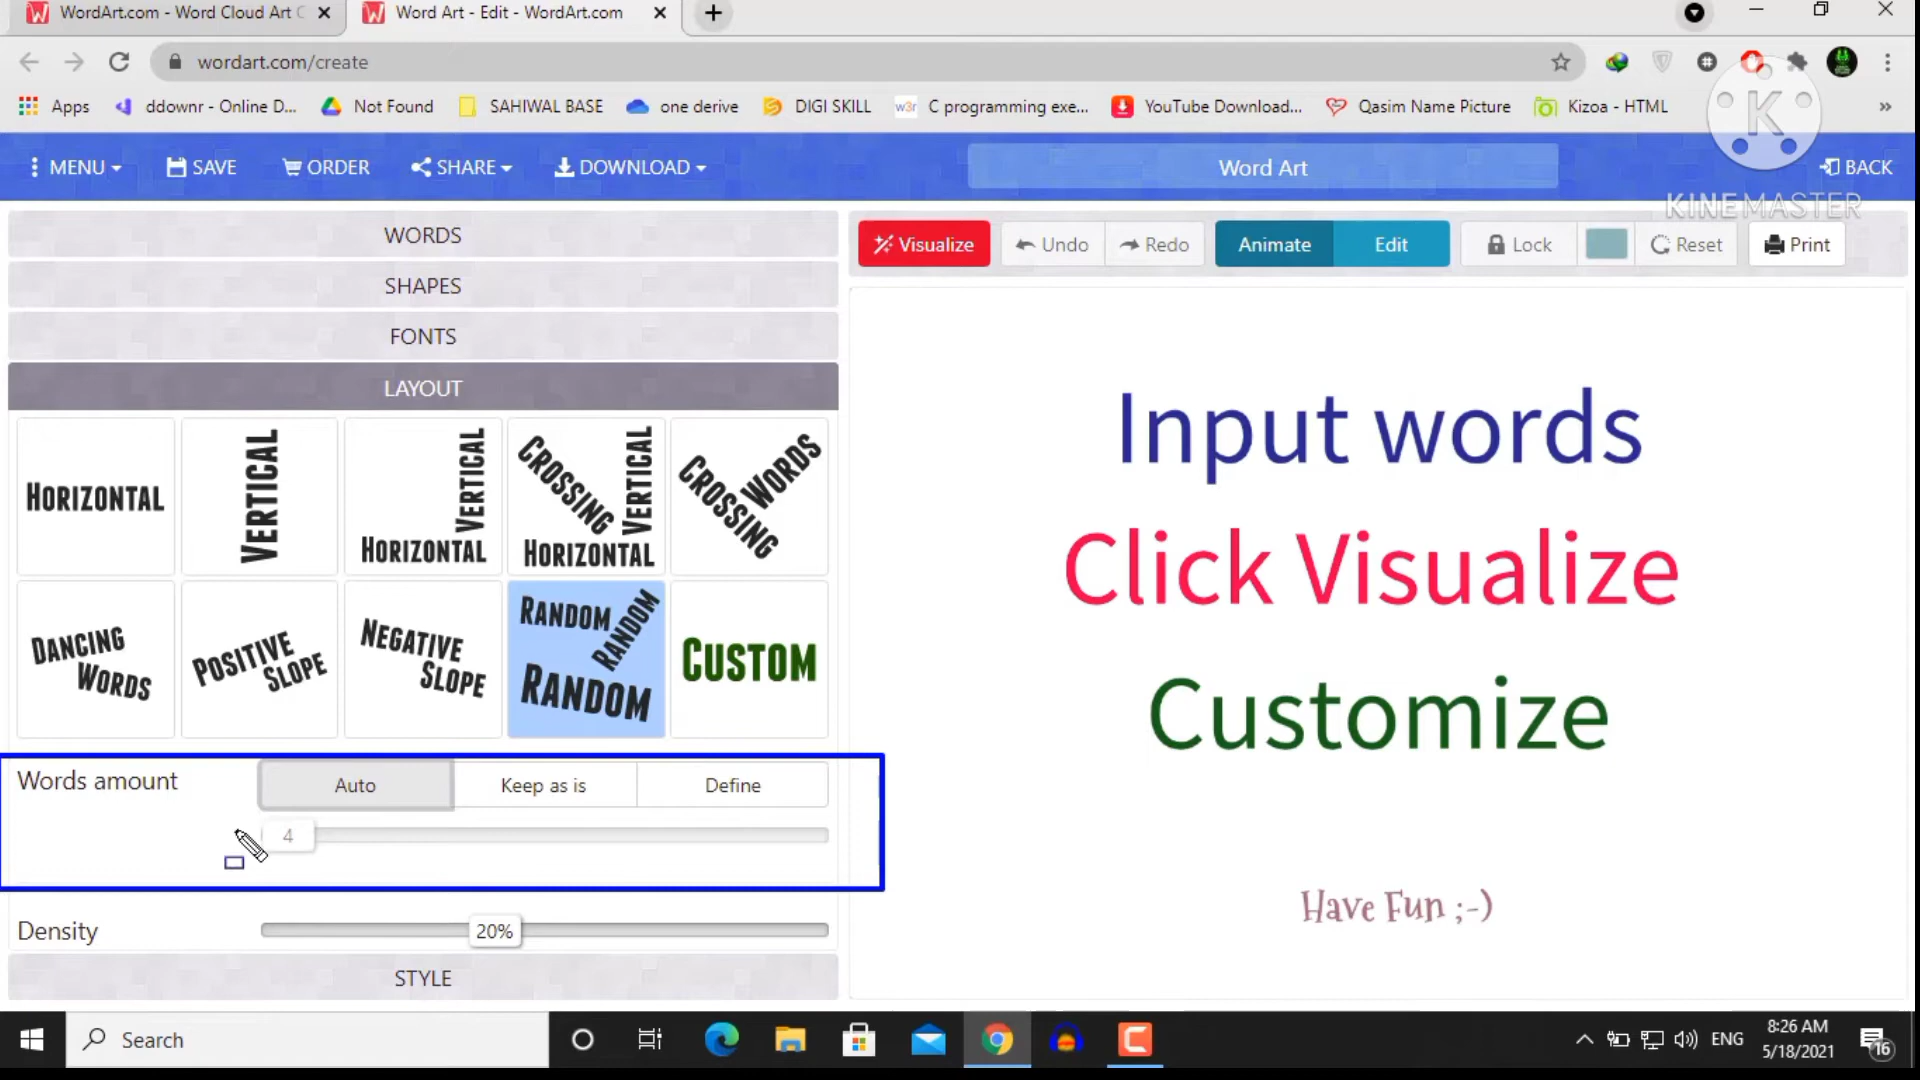 WordArt.com - Word Cloud Art C
Word Art - Edit - WordArt.com
wordart.com/create
Apps
ddownr - Online D...
Not Found
SAHIWAL BASE
one derive
DIGI SKILL
w3r
C programming exe...
YouTube Download...
Qasim Name Picture
Kizoa - HTML
»
K
KINEMASTER
MENU
SAVE
ORDER
SHARE
DOWNLOAD
Word Art
BACK
WORDS
SHAPES
FONTS
LAYOUT
Visualize
Undo
Redo
Animate
Edit
Lock
Reset
Print
HORIZONTAL
VERTICAL
VERTICAL
HORIZONTAL
CROSSING
VERTICAL
HORIZONTAL
CROSSING
WORDS
DANCING
WORDS
POSITIVE
SLOPE
NEGATIVE
SLOPE
RANDOM
RANDOM
RANDOM
CUSTOM
Words amount
Auto
Keep as is
Define
4
Density
20%
STYLE
Input words
Click Visualize
Customize
Have Fun ;-)
Search
ENG
8:26 AM
5/18/2021
16